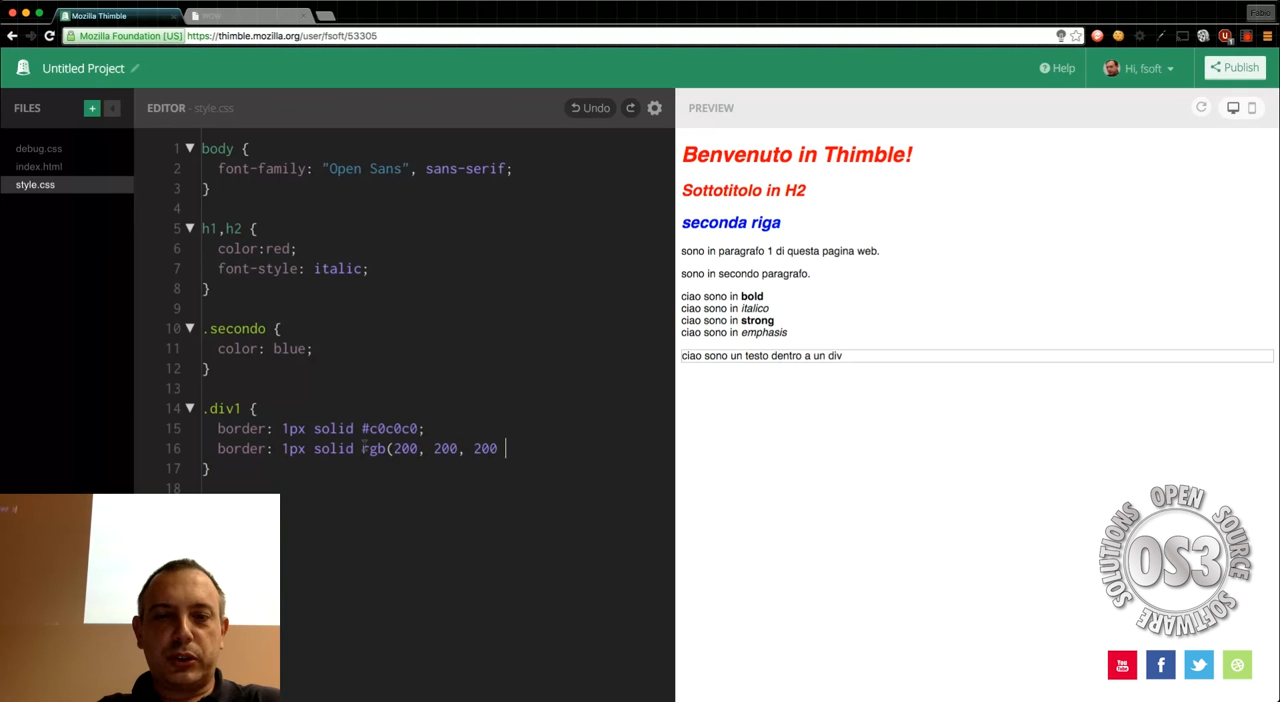 Mozilla Thimble
WOW
Fabio
Mozilla Foundation [US] https://thimble.mozilla.org/user/fsoft/53305
Untitled Project
Help
Hi, fsoft
Publish
FILES
debug.css
index.html
style.css
EDITOR - style.css
Undo
1 body {
2 font-family: "Open Sans", sans-serif;
3 }
4
5 h1,h2 {
6 color:red;
7 font-style: italic;
8 }
9
10 .secondo {
11 color: blue;
12 }
13
14 .div1 {
15 border: 1px solid #c0c0c0;
16 border: 1px solid rgb(200, 200, 200
17 }
18
PREVIEW
Benvenuto in Thimble!
Sottotitolo in H2
seconda riga
sono in paragrafo 1 di questa pagina web.
sono in secondo paragrafo.
ciao sono in bold
ciao sono in italico
ciao sono in strong
ciao sono in emphasis
ciao sono un testo dentro a un div
OPEN SOURCE SOFTWARE SOLUTIONS
OS3
You Tube